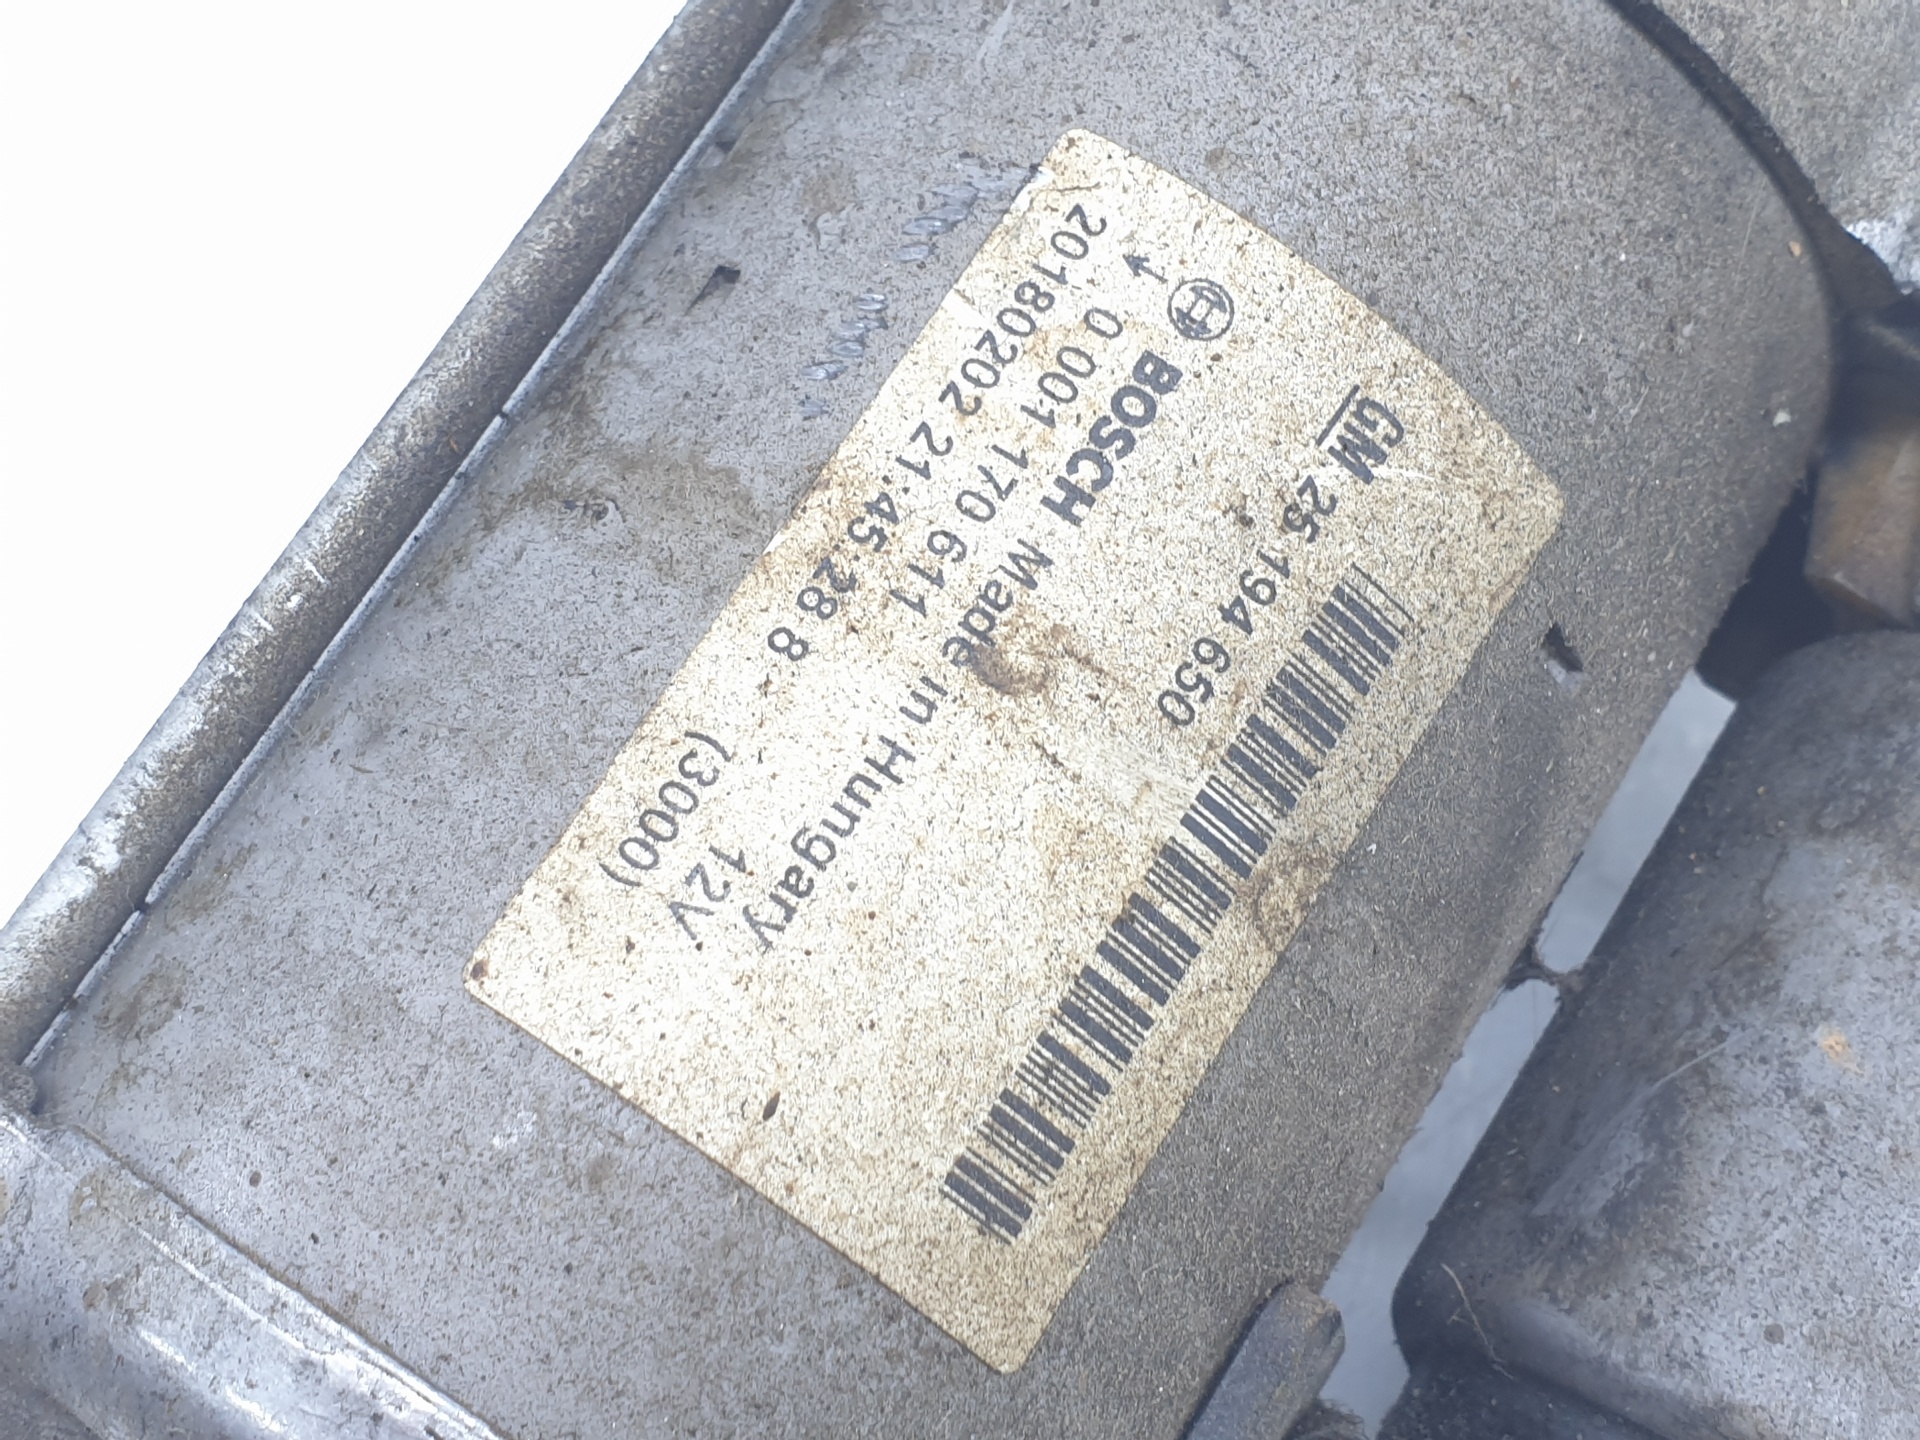 GM 25 194 650
BOSCH Made in Hungary
0 001 170 611 12V
20180202 21:45:28 8 (3000)